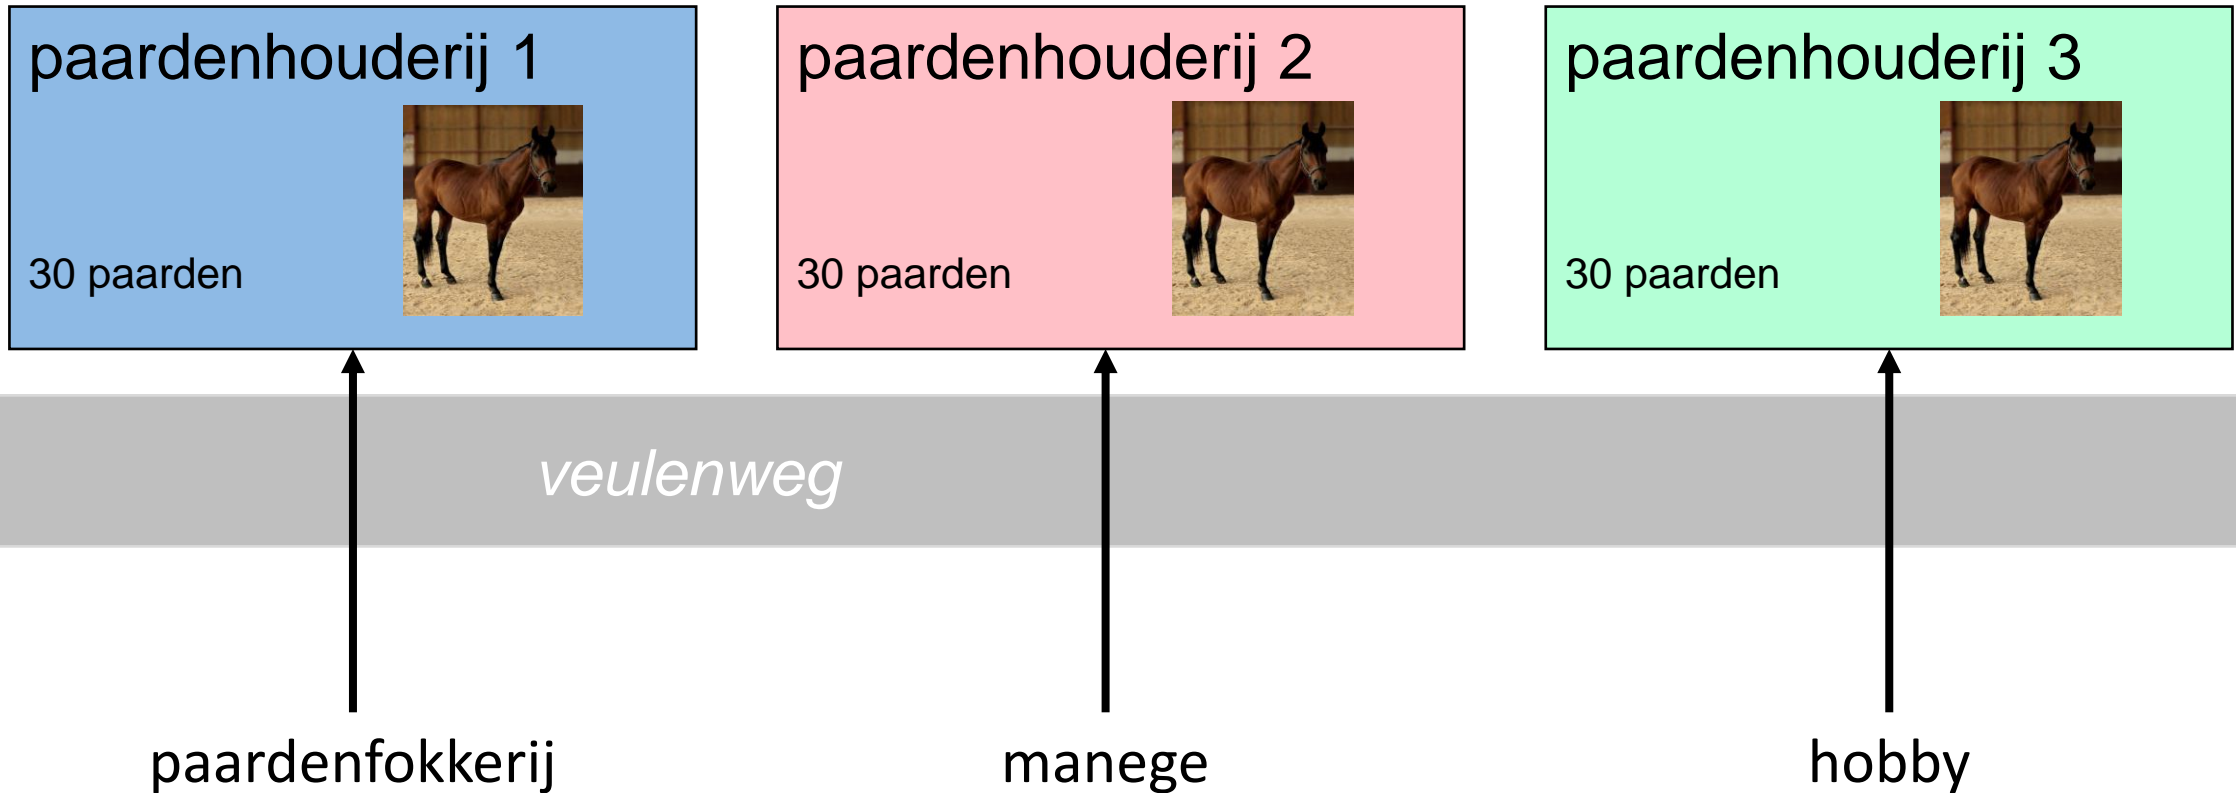 paardenhouderij 1
30 paarden
paardenhouderij 2
30 paarden
paardenhouderij 3
30 paarden
veulenweg
paardenfokkerij
manege
hobby